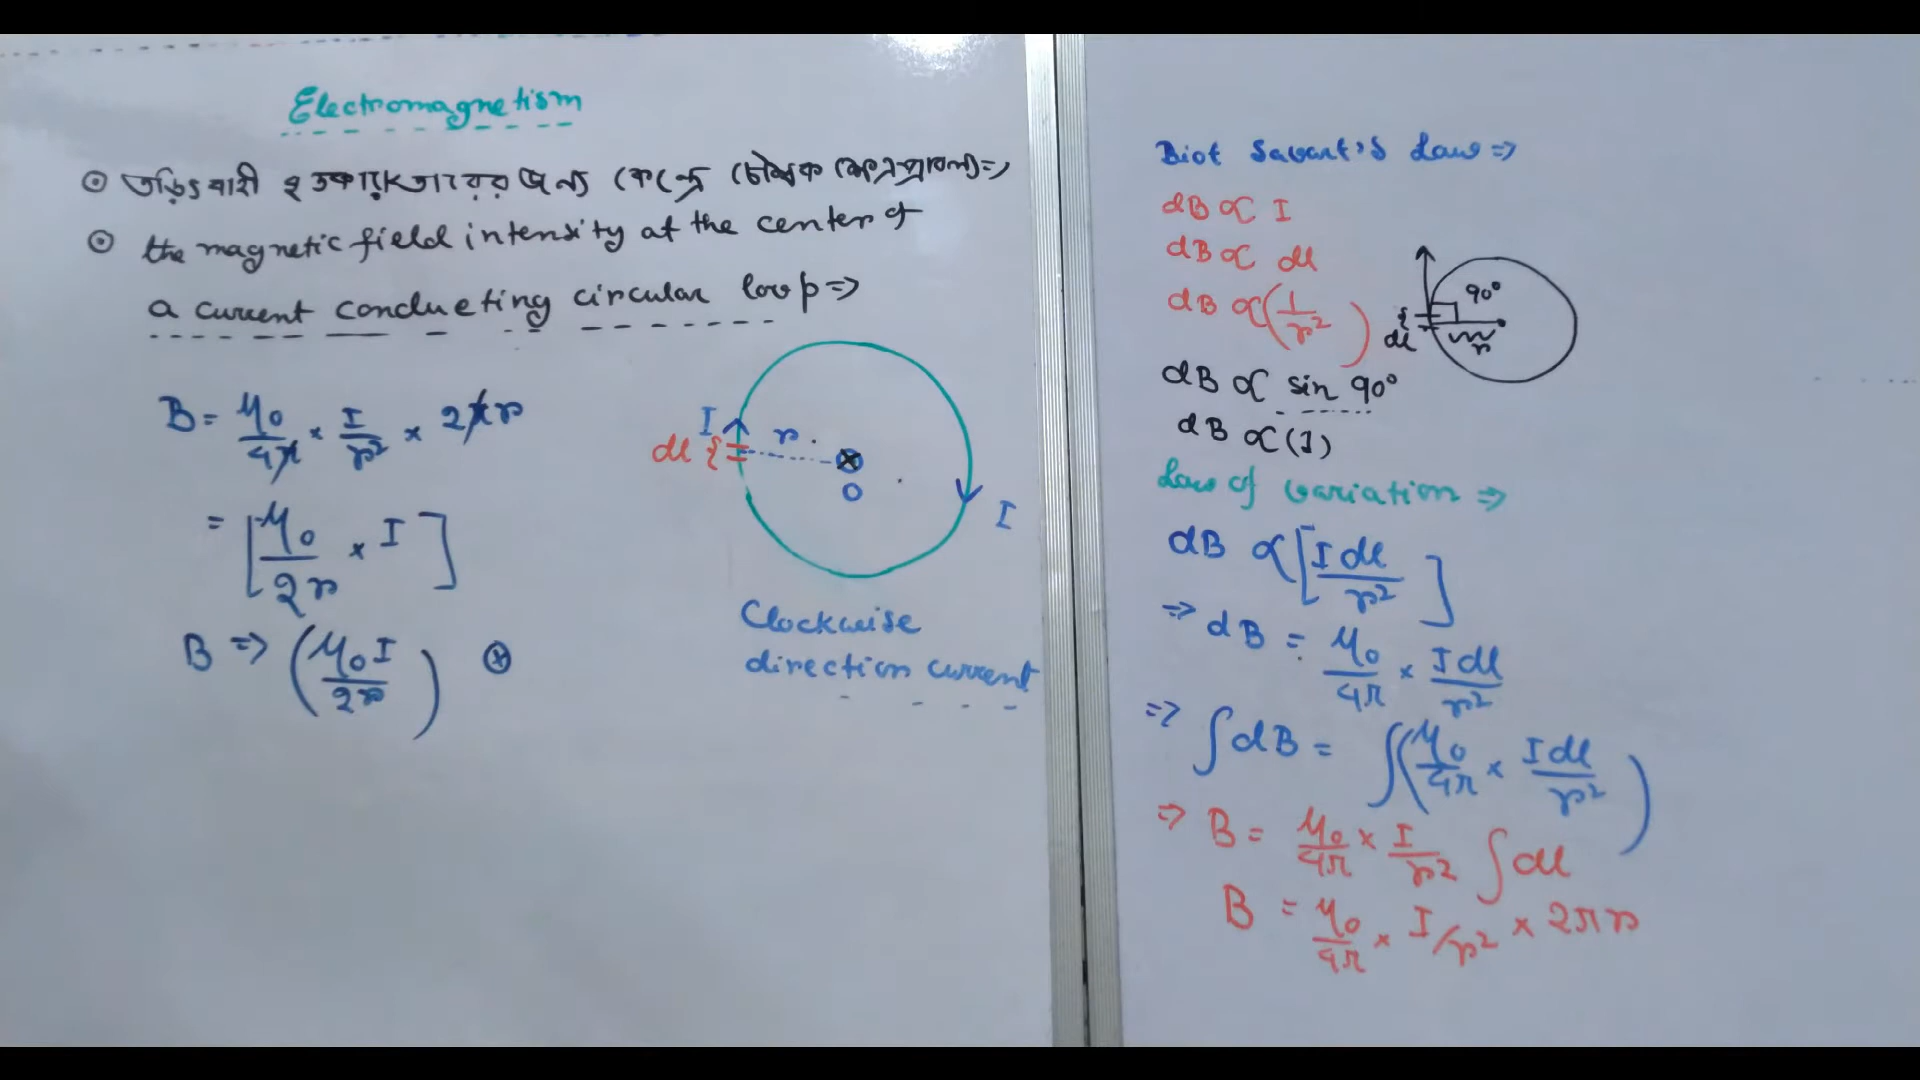 Electromagnetism
⊙ তড়িৎবাহী বৃত্তাকার তারের জন্য কেন্দ্রে চৌম্বক ক্ষেত্রপ্রাবল্য ⇒
⊙ the magnetic field intensity at the center of
a current conducting circular loop ⇒
B = μ₀/4π × I/r² × 2πr
= [μ₀/2r × I]
B ⇒ (μ₀I/2r) ⊗
I
dl { r
O
I
Clockwise
direction current
Biot Savart's Law ⇒
dB ∝ I
dB ∝ dl
dB ∝ (1/r²)
90°
dl
r
dB ∝ sin 90°
dB ∝ (1)
Law of variation ⇒
dB ∝ [I dl/r²]
⇒ dB = μ₀/4π × I dl/r²
⇒ ∫dB = ∫(μ₀/4π × I dl/r²)
⇒ B = μ₀/4π × I/r² ∫dl
B = μ₀/4π × I/r² × 2πr